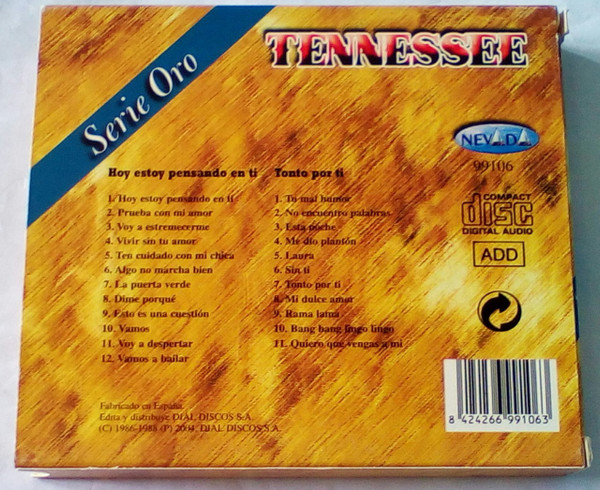 Serie Oro
TENNESSEE
NEVADA
99106
COMPACT
disc
DIGITAL AUDIO
ADD
Hoy estoy pensando en ti
1. Hoy estoy pensando en ti
2. Prueba con mi amor
3. Voy a estremecerme
4. Vivir sin tu amor
5. Ten cuidado con mi chica
6. Algo no marcha bien
7. La puerta verde
8. Dime porqué
9. Esto es una cuestión
10. Vamos
11. Voy a despertar
12. Vamos a bailar
Tonto por ti
1. Tu mal humor
2. No encuentro palabras
3. Esta noche
4. Me dio plantón
5. Laura
6. Sin ti
7. Tonto por ti
8. Mi dulce amor
9. Rama lama
10. Bang bang lingo lingo
11. Quiero que vengas a mi
Fabricado en España.
Edita y distribuye DIAL DISCOS S.A.
(C) 1986-1988 (P) 2004, DIAL DISCOS S.A.
8 424266 991063